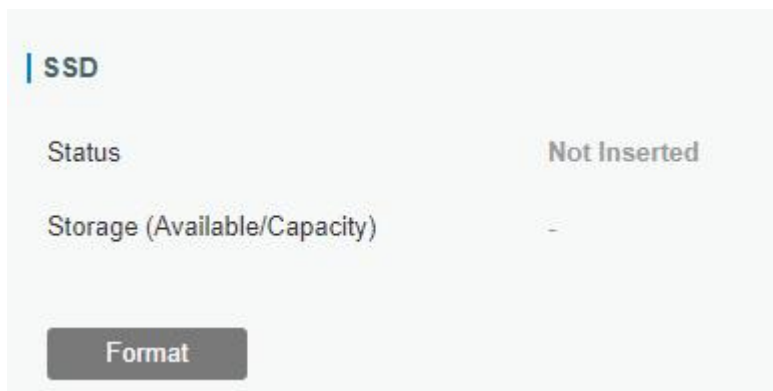 SSD
Status Not Inserted
Storage (Available/Capacity) -
Format